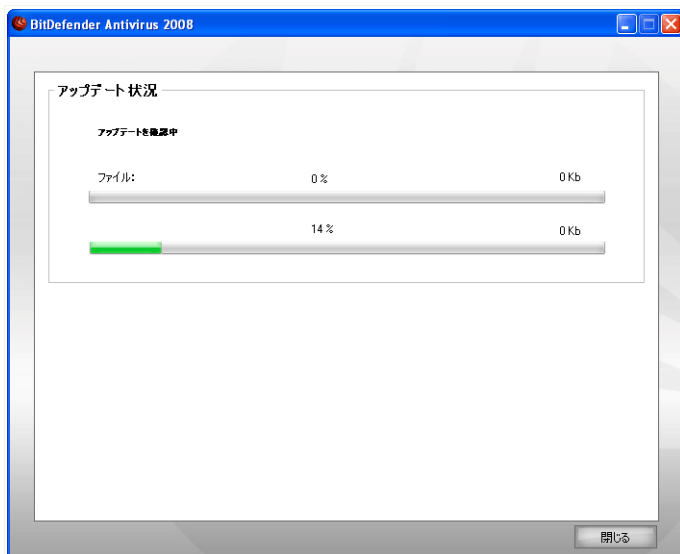 BitDefender Antivirus 2008
アップデート状況
アップデートを確認中
ファイル: 0 % 0 Kb
14 % 0 Kb
閉じる